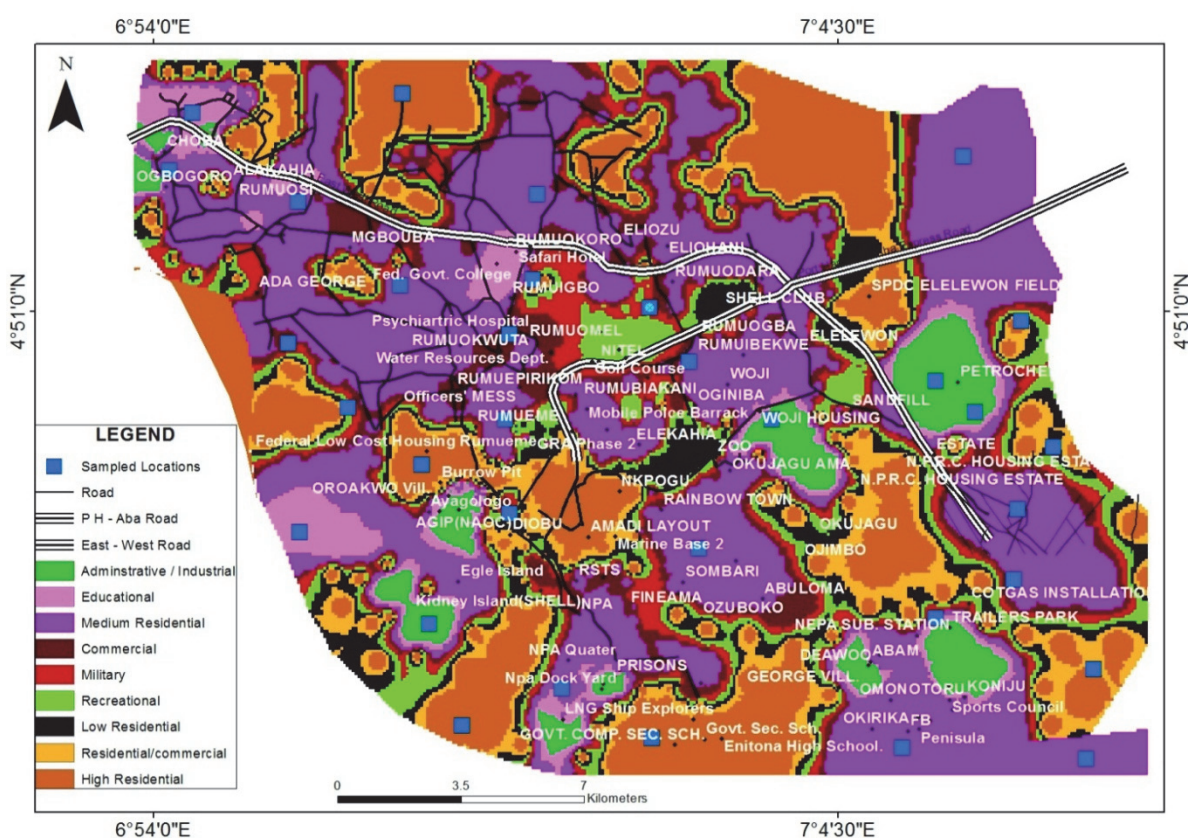 6°54'0"E
7°4'30"E
N
4°51'0"N
4°51'0"N
CHOBA
OGBOGORO
ALAKAHIA
RUMUOSI
MGBOUBA
RUMUOKORO
ELIOZU
Safari Hotel
ELIOHANI
ADA GEORGE
Fed. Govt. College
RUMUIGBO
RUMUODARA
SHELL CLUB
SPDC ELELEWON FIELD
Psychiartric Hospital
RUMUOKWUTA
RUMUOMEL
RUMUOGBA
ELELEWON
Water Resources Dept.
NITEL
RUMUIBEKWE
Golf Course
WOJI
PETROCHE
RUMUEPIRIKOM
RUMUBIAKANI
OGINIBA
Officers' MESS
SANDFILL
RUMUEME
Mobile Police Barrack
WOJI HOUSING
Federal Low Cost Housing Rumueme
GRA Phase 2
ELEKAHIA
ZOO
ESTATE
N.P.R.C. HOUSING ESTA
Burrow Pit
OKUJAGU AMA
OROAKWO Vill.
NKPOGU
N.P.R.C. HOUSING ESTATE
Ayagologo
RAINBOW TOWN
AGIP(NAOC)
DIOBU
AMADI LAYOUT
OKUJAGU
Marine Base 2
OJIMBO
Egle Island
RSTS
SOMBARI
ABULOMA
COTGAS INSTALLATIO
Kidney Island(SHELL)
NPA
FINEAMA
OZUBOKO
NEPA SUB. STATION
TRAILERS PARK
NPA Quater
PRISONS
DEAWOO
ABAM
Npa Dock Yard
GEORGE VILL.
OMONOTORU
KONIJU
LNG Ship Explorers
Sports Council
OKIRIKA
FB
GOVT. COMP. SEC. SCH.
Govt. Sec. Sch.
Penisula
Enitona High School.
LEGEND
Sampled Locations
Road
P H - Aba Road
East - West Road
Adminstrative / Industrial
Educational
Medium Residential
Commercial
Military
Recreational
Low Residential
Residential/commercial
High Residential
0 3.5 7
Kilometers
6°54'0"E
7°4'30"E